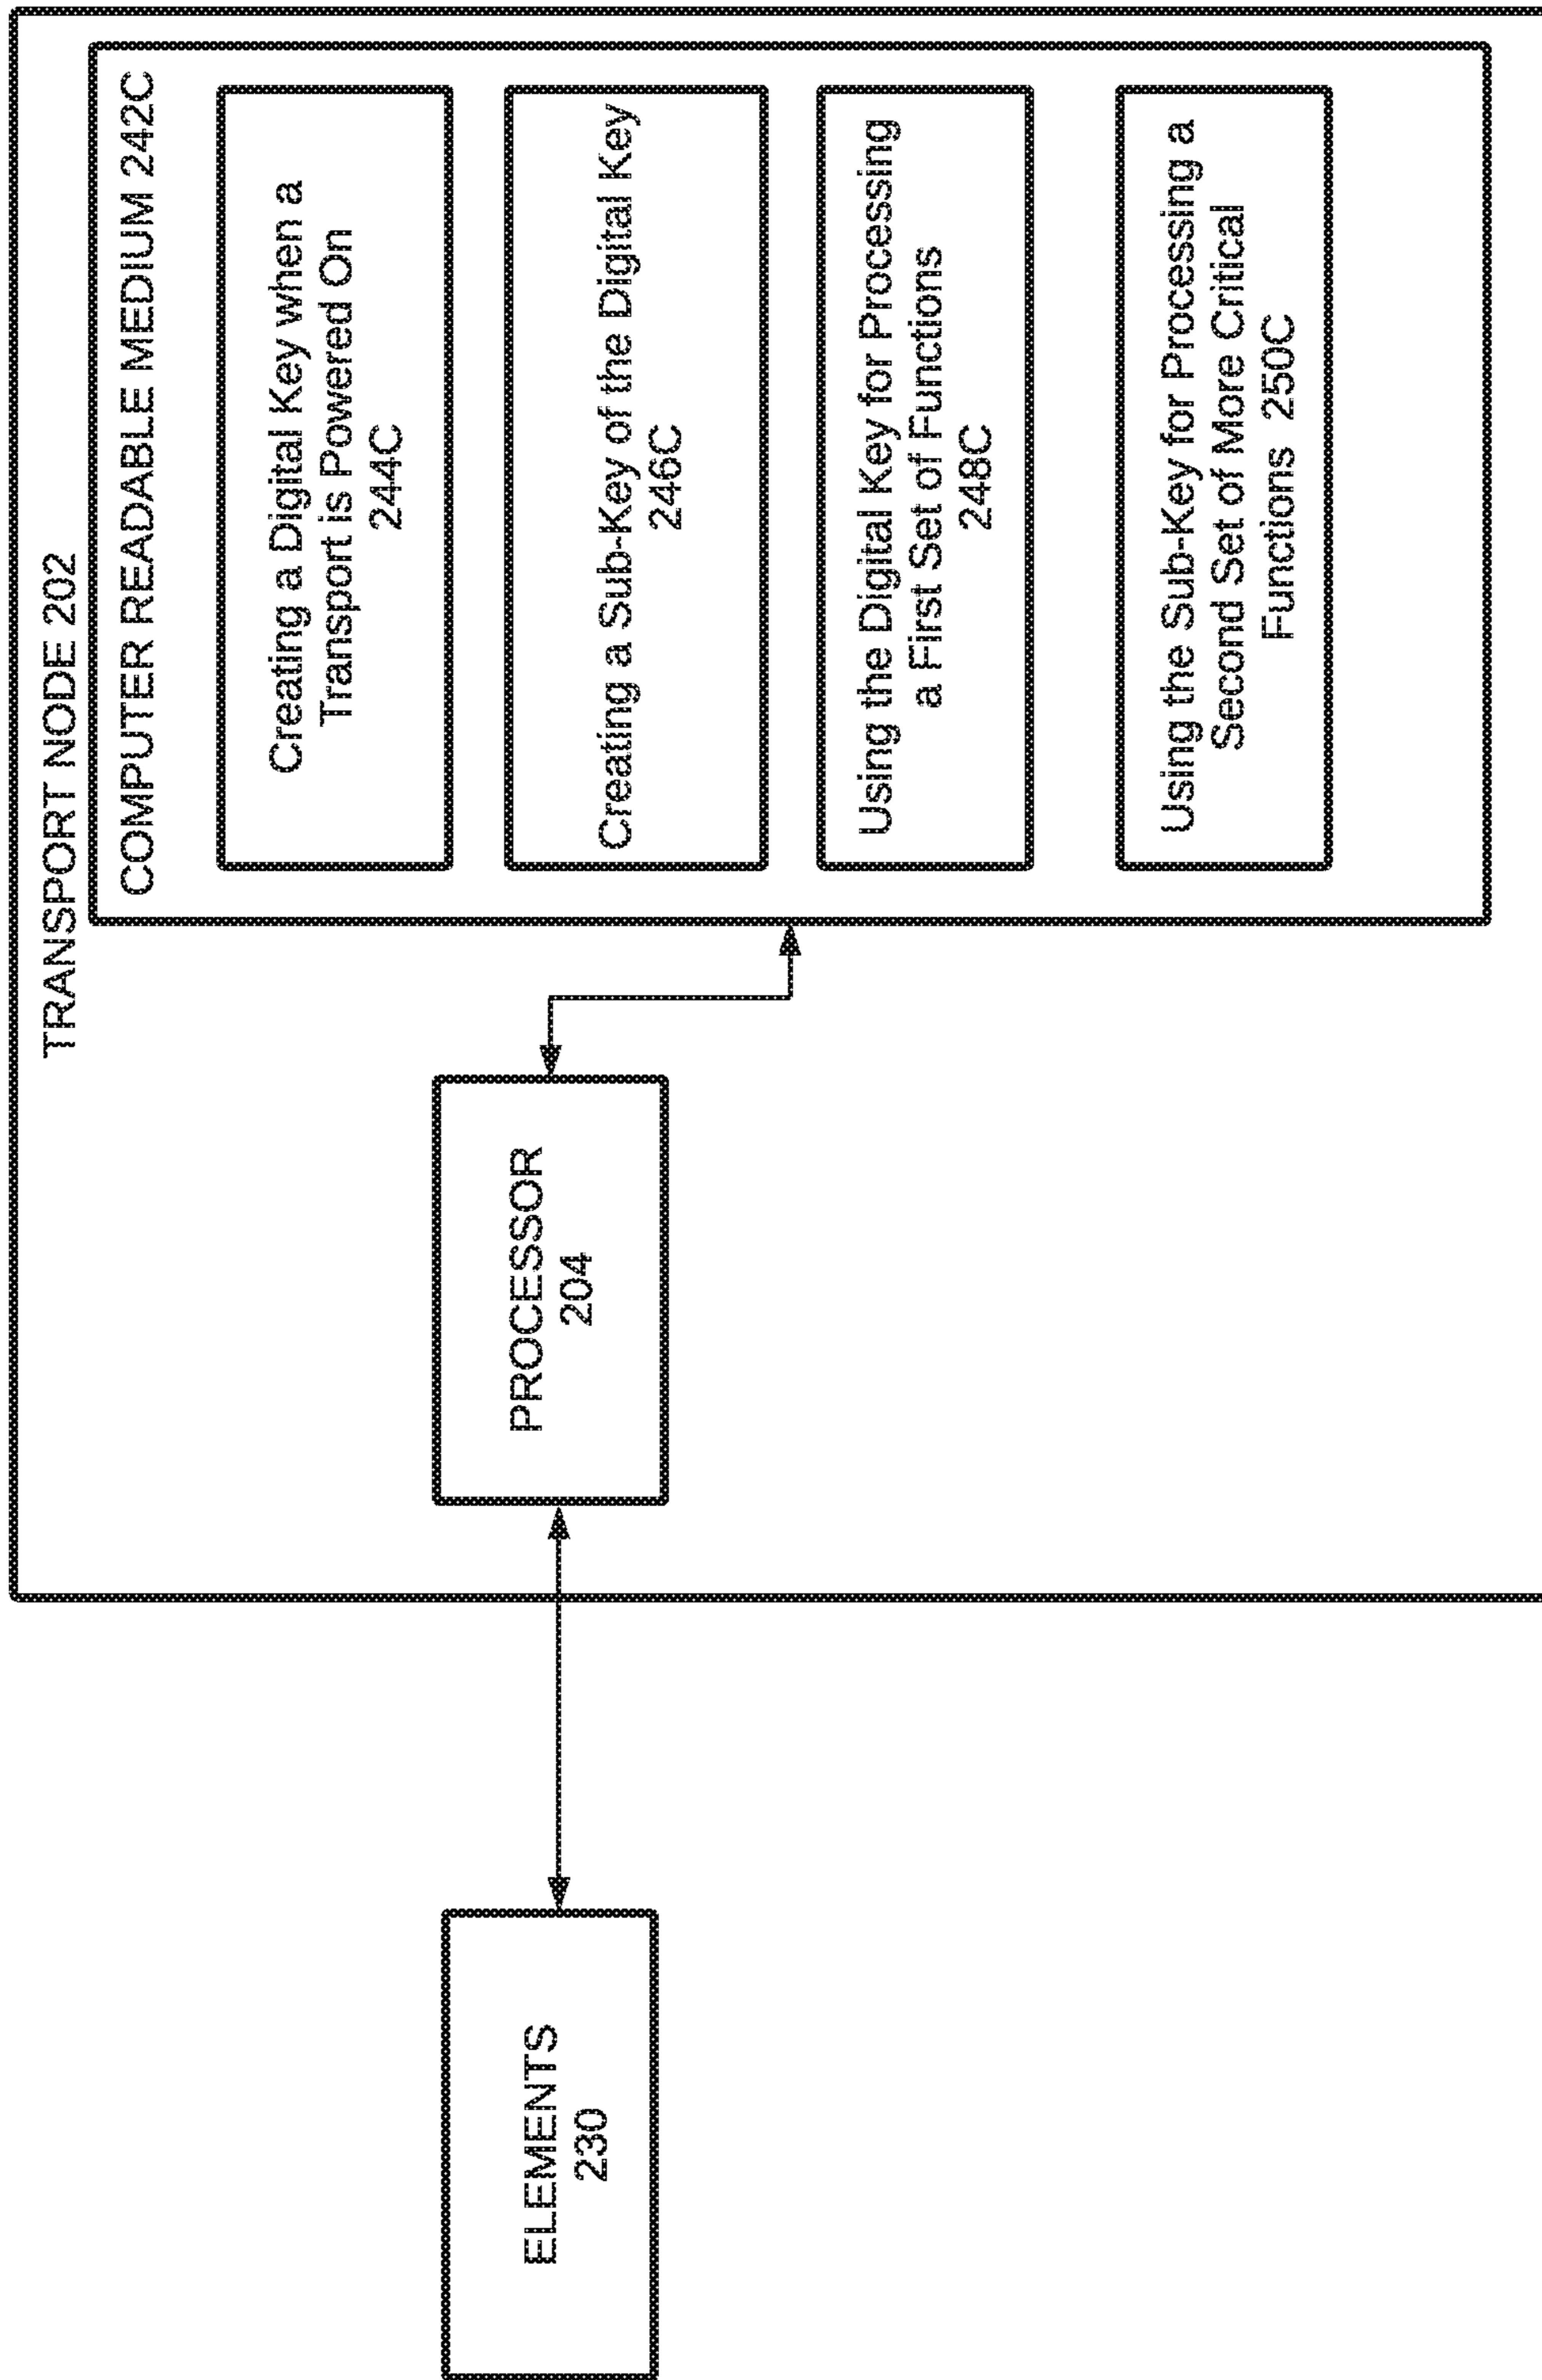 TRANSPORT NODE 202
COMPUTER READABLE MEDIUM 242C
Creating a Digital Key when a
Transport is Powered On
244C
Creating a Sub-Key of the Digital Key
246C
Using the Digital Key for Processing
a First Set of Functions
248C
Using the Sub-Key for Processing a
Second Set of More Critical
Functions 250C
PROCESSOR
204
ELEMENTS
230